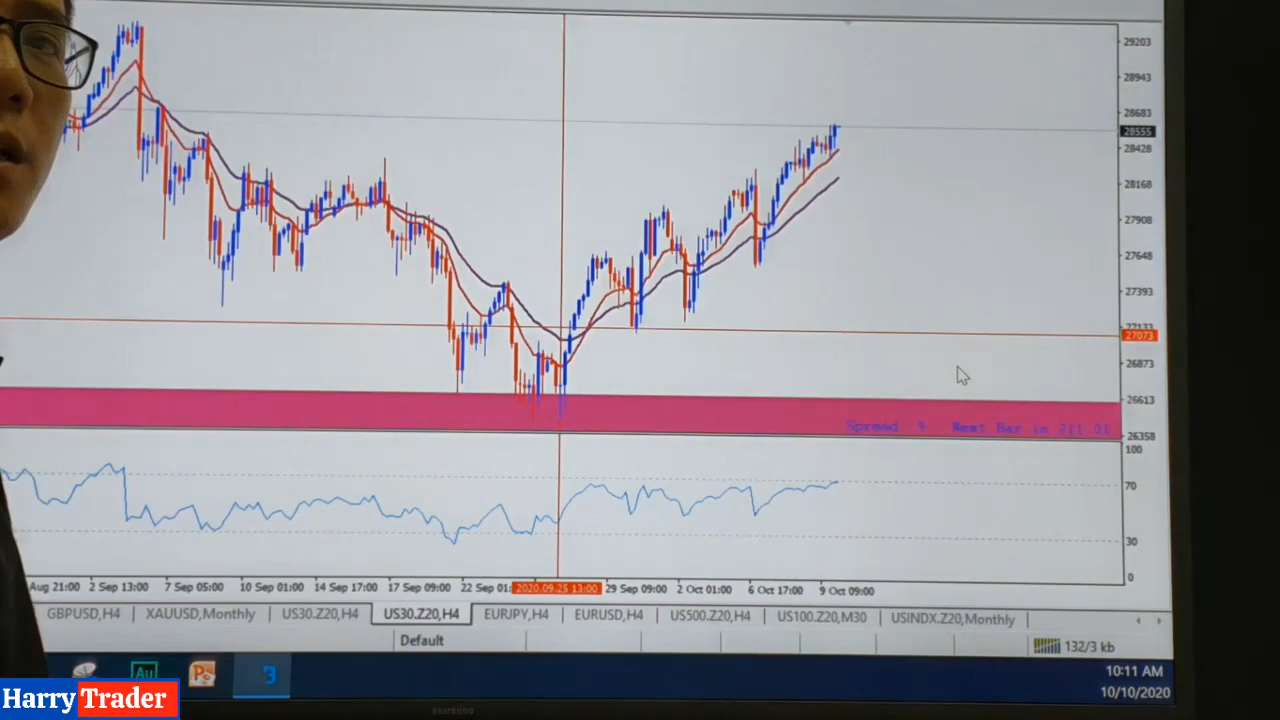 29203
28943
28683
28555
28428
28168
27908
27648
27393
27133
27073
26873
26613
Spread 9 Next Bar in 211 01
26358
100
70
30
0
Aug 21:00 2 Sep 13:00 7 Sep 05:00 10 Sep 01:00 14 Sep 17:00 17 Sep 09:00 22 Sep 01: 2020.09.25 13:00 29 Sep 09:00 2 Oct 01:00 6 Oct 17:00 9 Oct 09:00
GBPUSD,H4 XAUUSD,Monthly US30.Z20,H4 US30.Z20,H4 EURJPY,H4 EURUSD,H4 US500.Z20,H4 US100.Z20,M30 USINDX.Z20,Monthly
Default 132/3 kb
Au P 3 10:11 AM
10/10/2020
Harry Trader
SAMSUNG